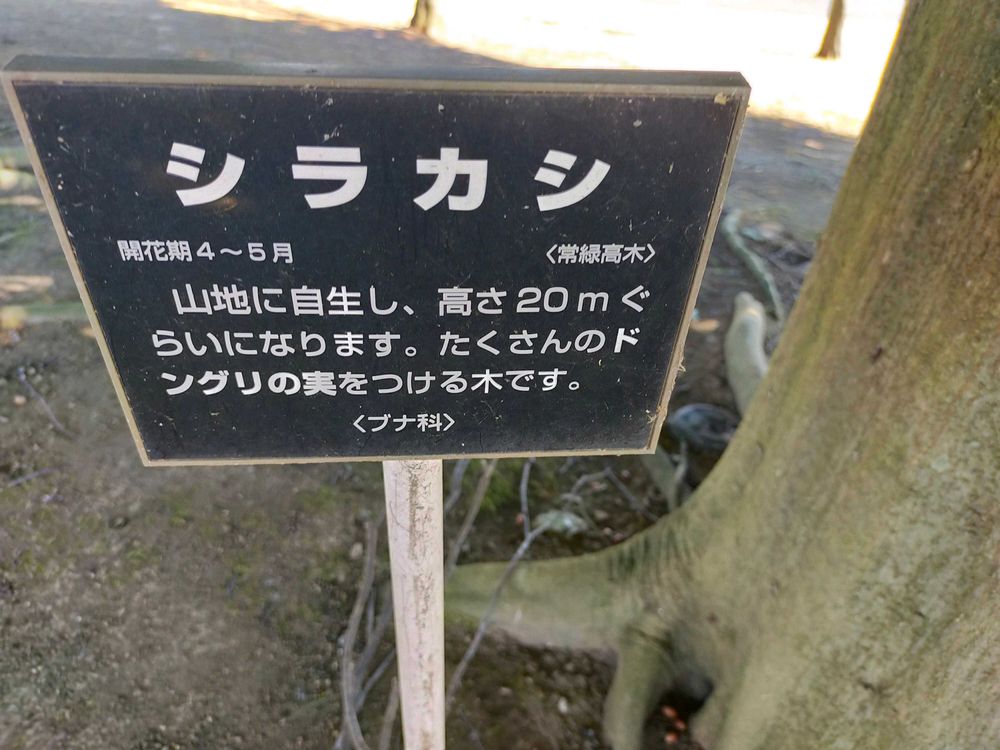 シラカシ
開花期4～5月 〈常緑高木〉
山地に自生し、高さ20mぐ
らいになります。たくさんのド
ングリの実をつける木です。
〈ブナ科〉